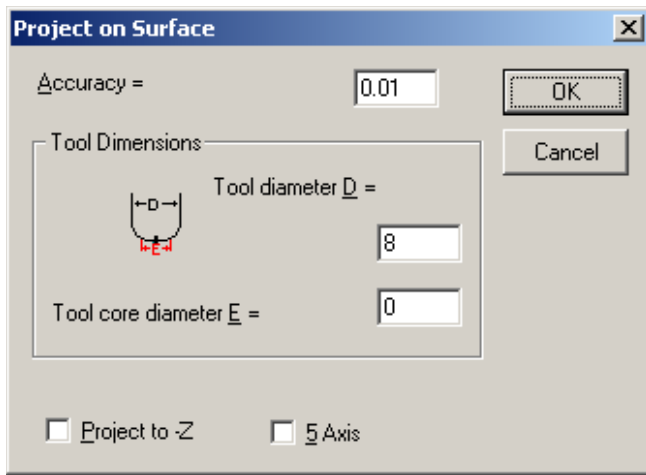 Project on Surface
Accuracy =
0.01
OK
Cancel
Tool Dimensions
D
E
Tool diameter D =
8
Tool core diameter E =
0
Project to -Z
5 Axis